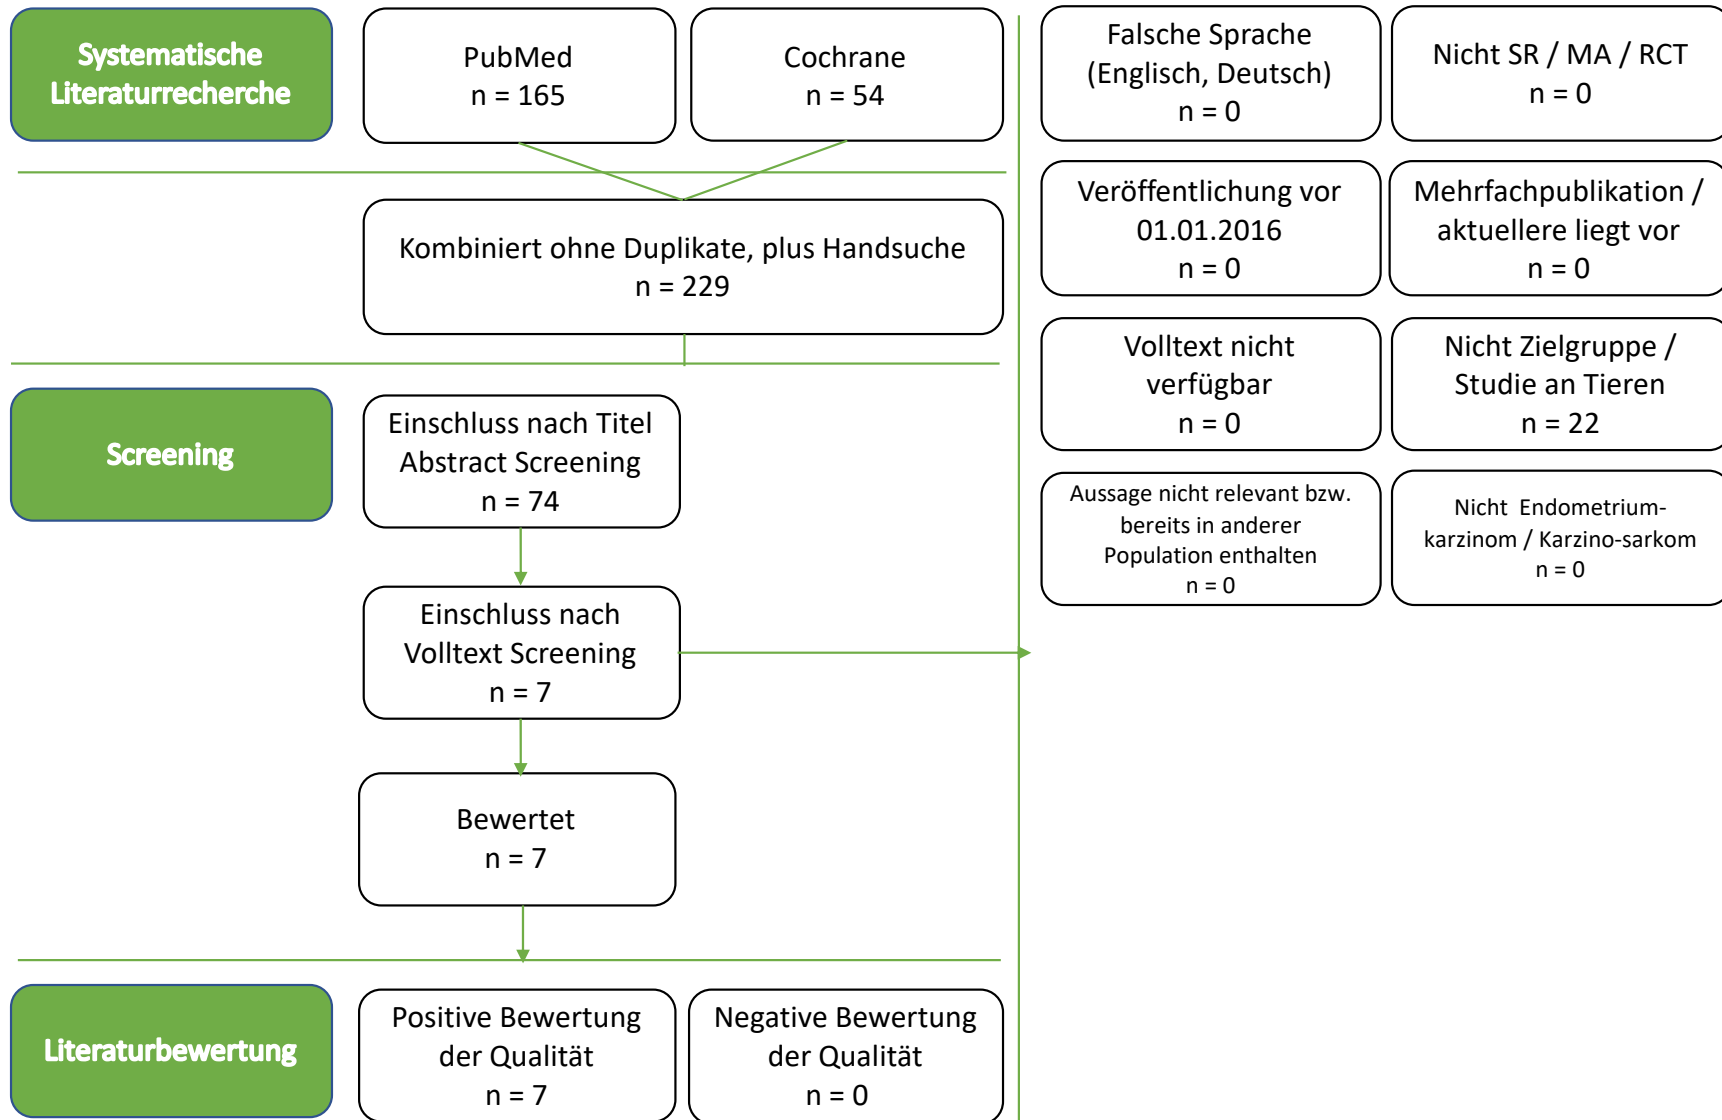 Systematische
Literaturrecherche
PubMed
n = 165
Cochrane
n = 54
Kombiniert ohne Duplikate, plus Handsuche
n = 229
Screening
Einschluss nach Titel
Abstract Screening
n = 74
Einschluss nach
Volltext Screening
n = 7
Bewertet
n = 7
Literaturbewertung
Positive Bewertung
der Qualität
n = 7
Negative Bewertung
der Qualität
n = 0
Falsche Sprache
(Englisch, Deutsch)
n = 0
Nicht SR / MA / RCT
n = 0
Veröffentlichung vor
01.01.2016
n = 0
Mehrfachpublikation /
aktuellere liegt vor
n = 0
Volltext nicht
verfügbar
n = 0
Nicht Zielgruppe /
Studie an Tieren
n = 22
Aussage nicht relevant bzw.
bereits in anderer
Population enthalten
n = 0
Nicht Endometrium-
karzinom / Karzino-sarkom
n = 0